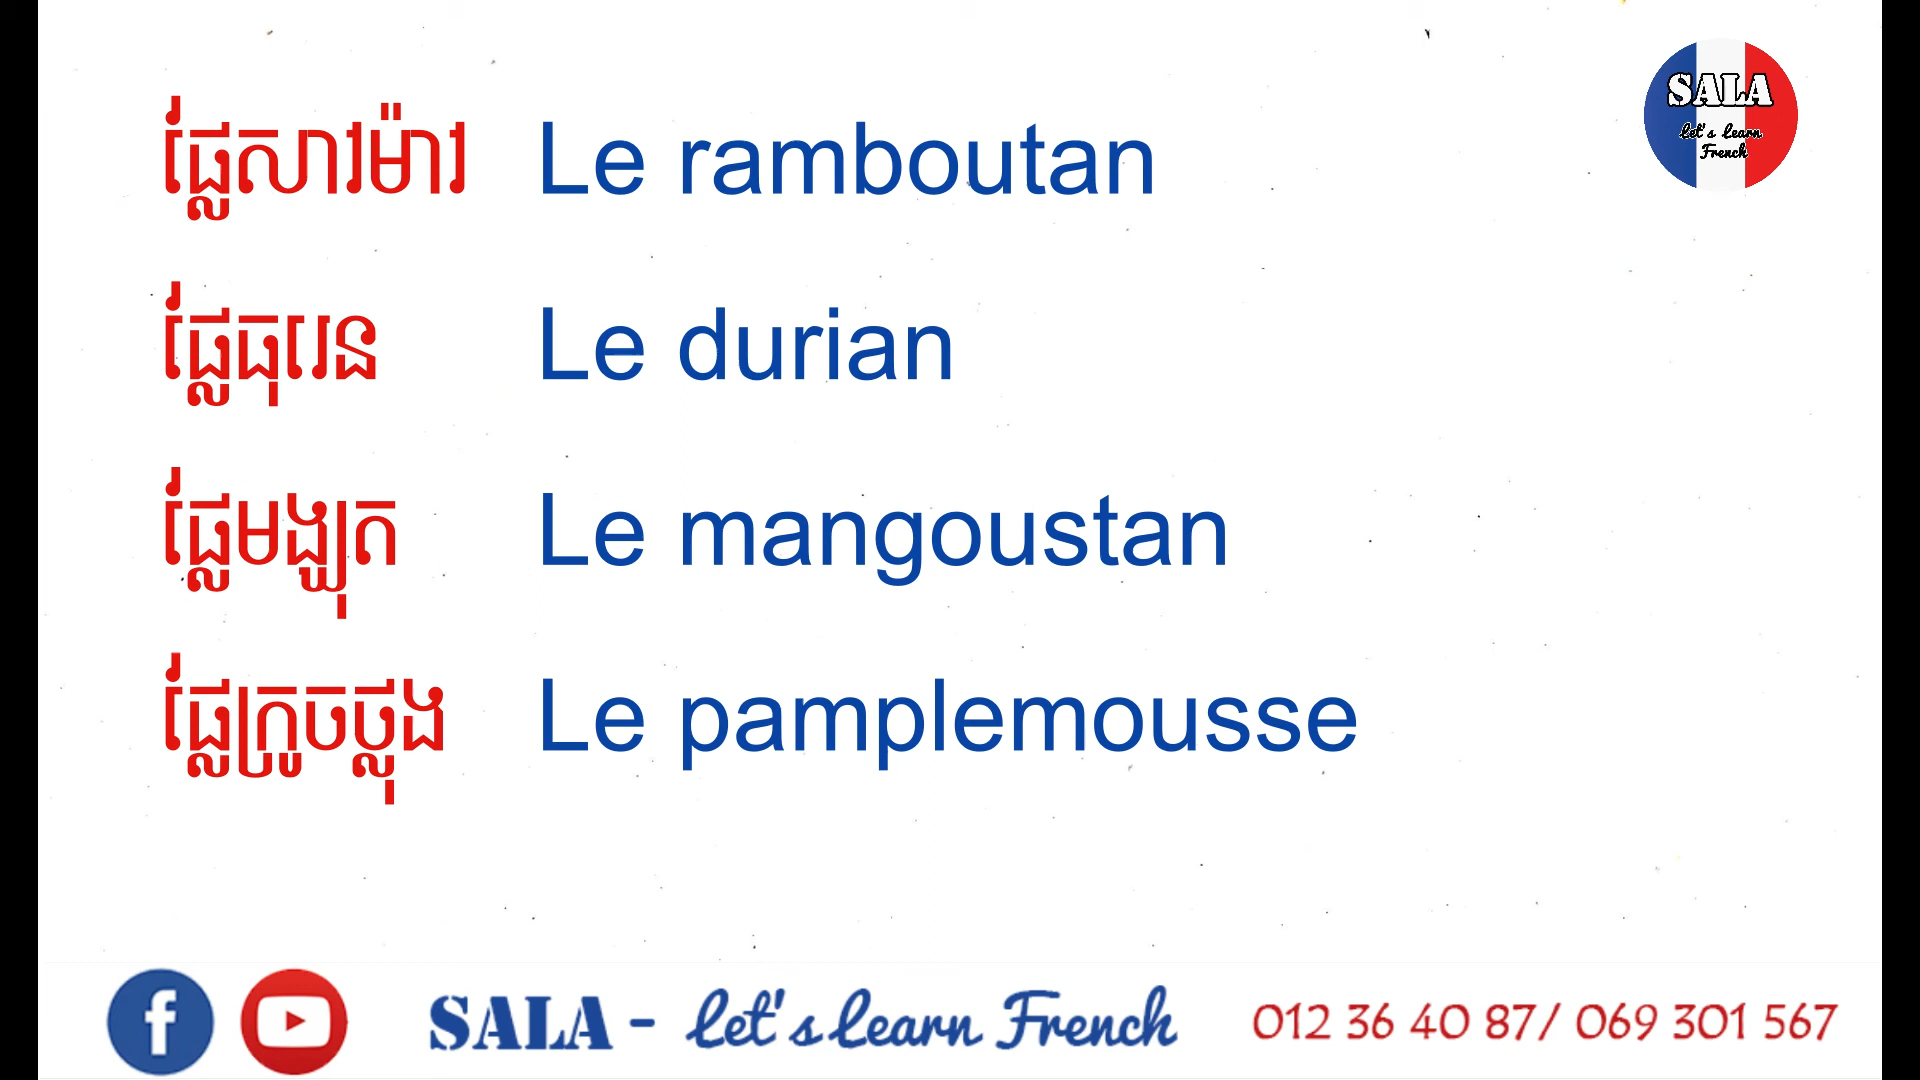 ផ្លែសាវម៉ាវ Le ramboutan
ផ្លែធុរេន Le durian
ផ្លែមង្ឃុត Le mangoustan
ផ្លែក្រូចថ្លុង Le pamplemousse
SALA
Let's Learn
French
SALA - Let's Learn French 012 36 40 87/ 069 301 567